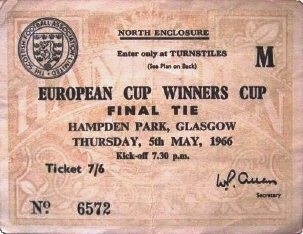 NORTH ENCLOSURE
Enter only at TURNSTILES
(See Plan on Back)
M
EUROPEAN CUP WINNERS CUP
FINAL TIE
HAMPDEN PARK, GLASGOW
THURSDAY, 5th MAY, 1966
Kick-off 7.30 p.m.
Ticket 7/6
Secretary
No. 6572